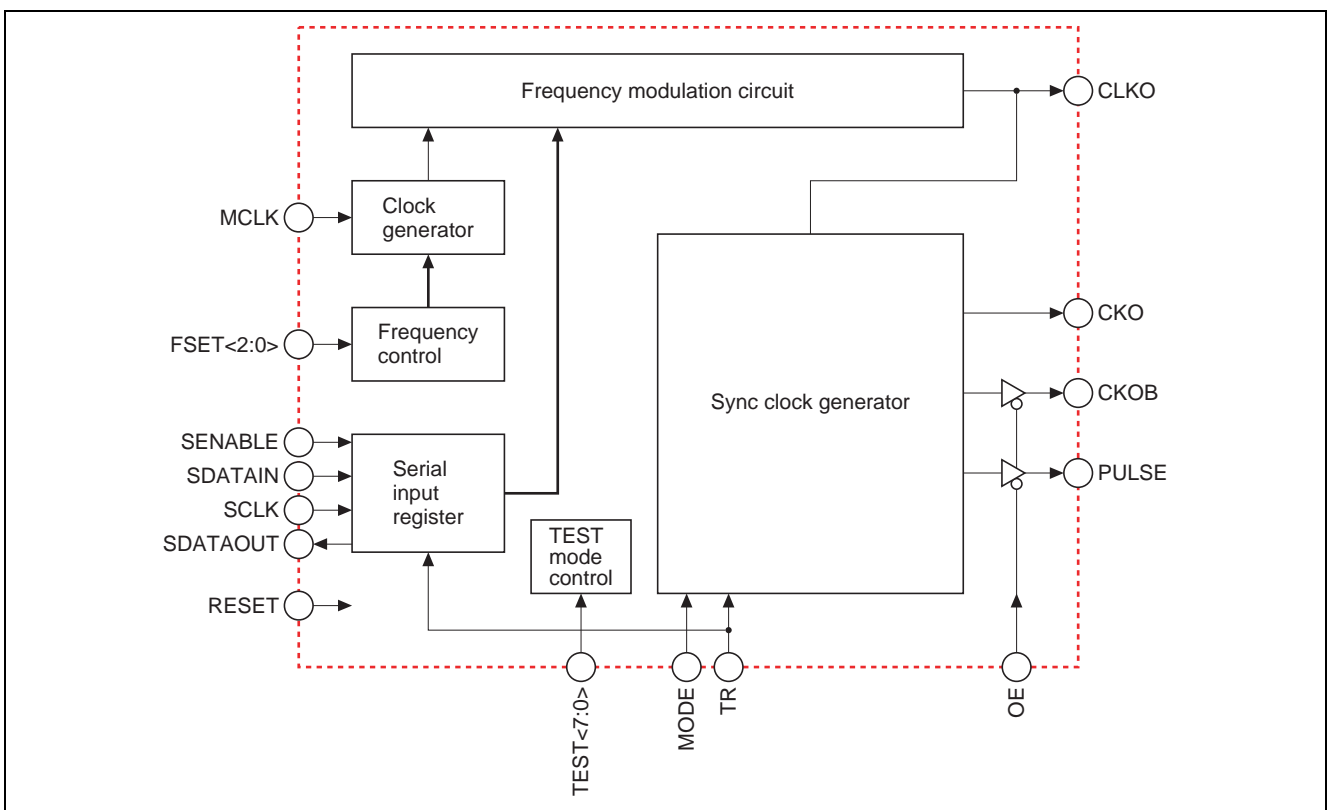 Frequency modulation circuit
CLKO
MCLK
Clock
generator
CKO
FSET<2:0>
Frequency
control
Sync clock generator
CKOB
SENABLE
SDATAIN
SCLK
SDATAOUT
Serial
input
register
PULSE
TEST
mode
control
RESET
TEST<7:0>
MODE
TR
OE